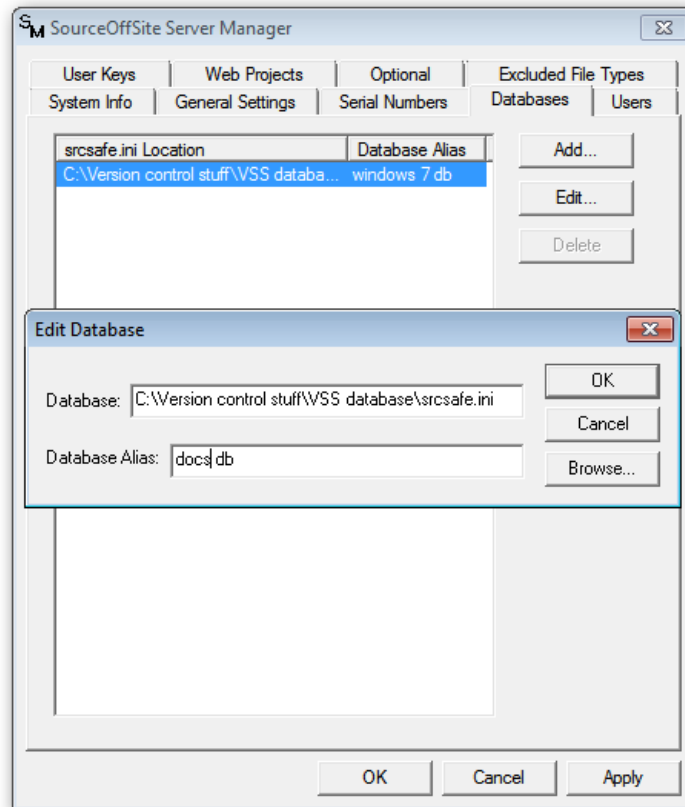 SM SourceOffSite Server Manager
User Keys Web Projects Optional Excluded File Types
System Info General Settings Serial Numbers Databases Users
srcsafe.ini Location Database Alias
C:\Version control stuff\VSS databa... windows 7 db
Add...
Edit...
Delete
Edit Database
Database: C:\Version control stuff\VSS database\srcsafe.ini
Database Alias: docs db
OK
Cancel
Browse...
OK Cancel Apply